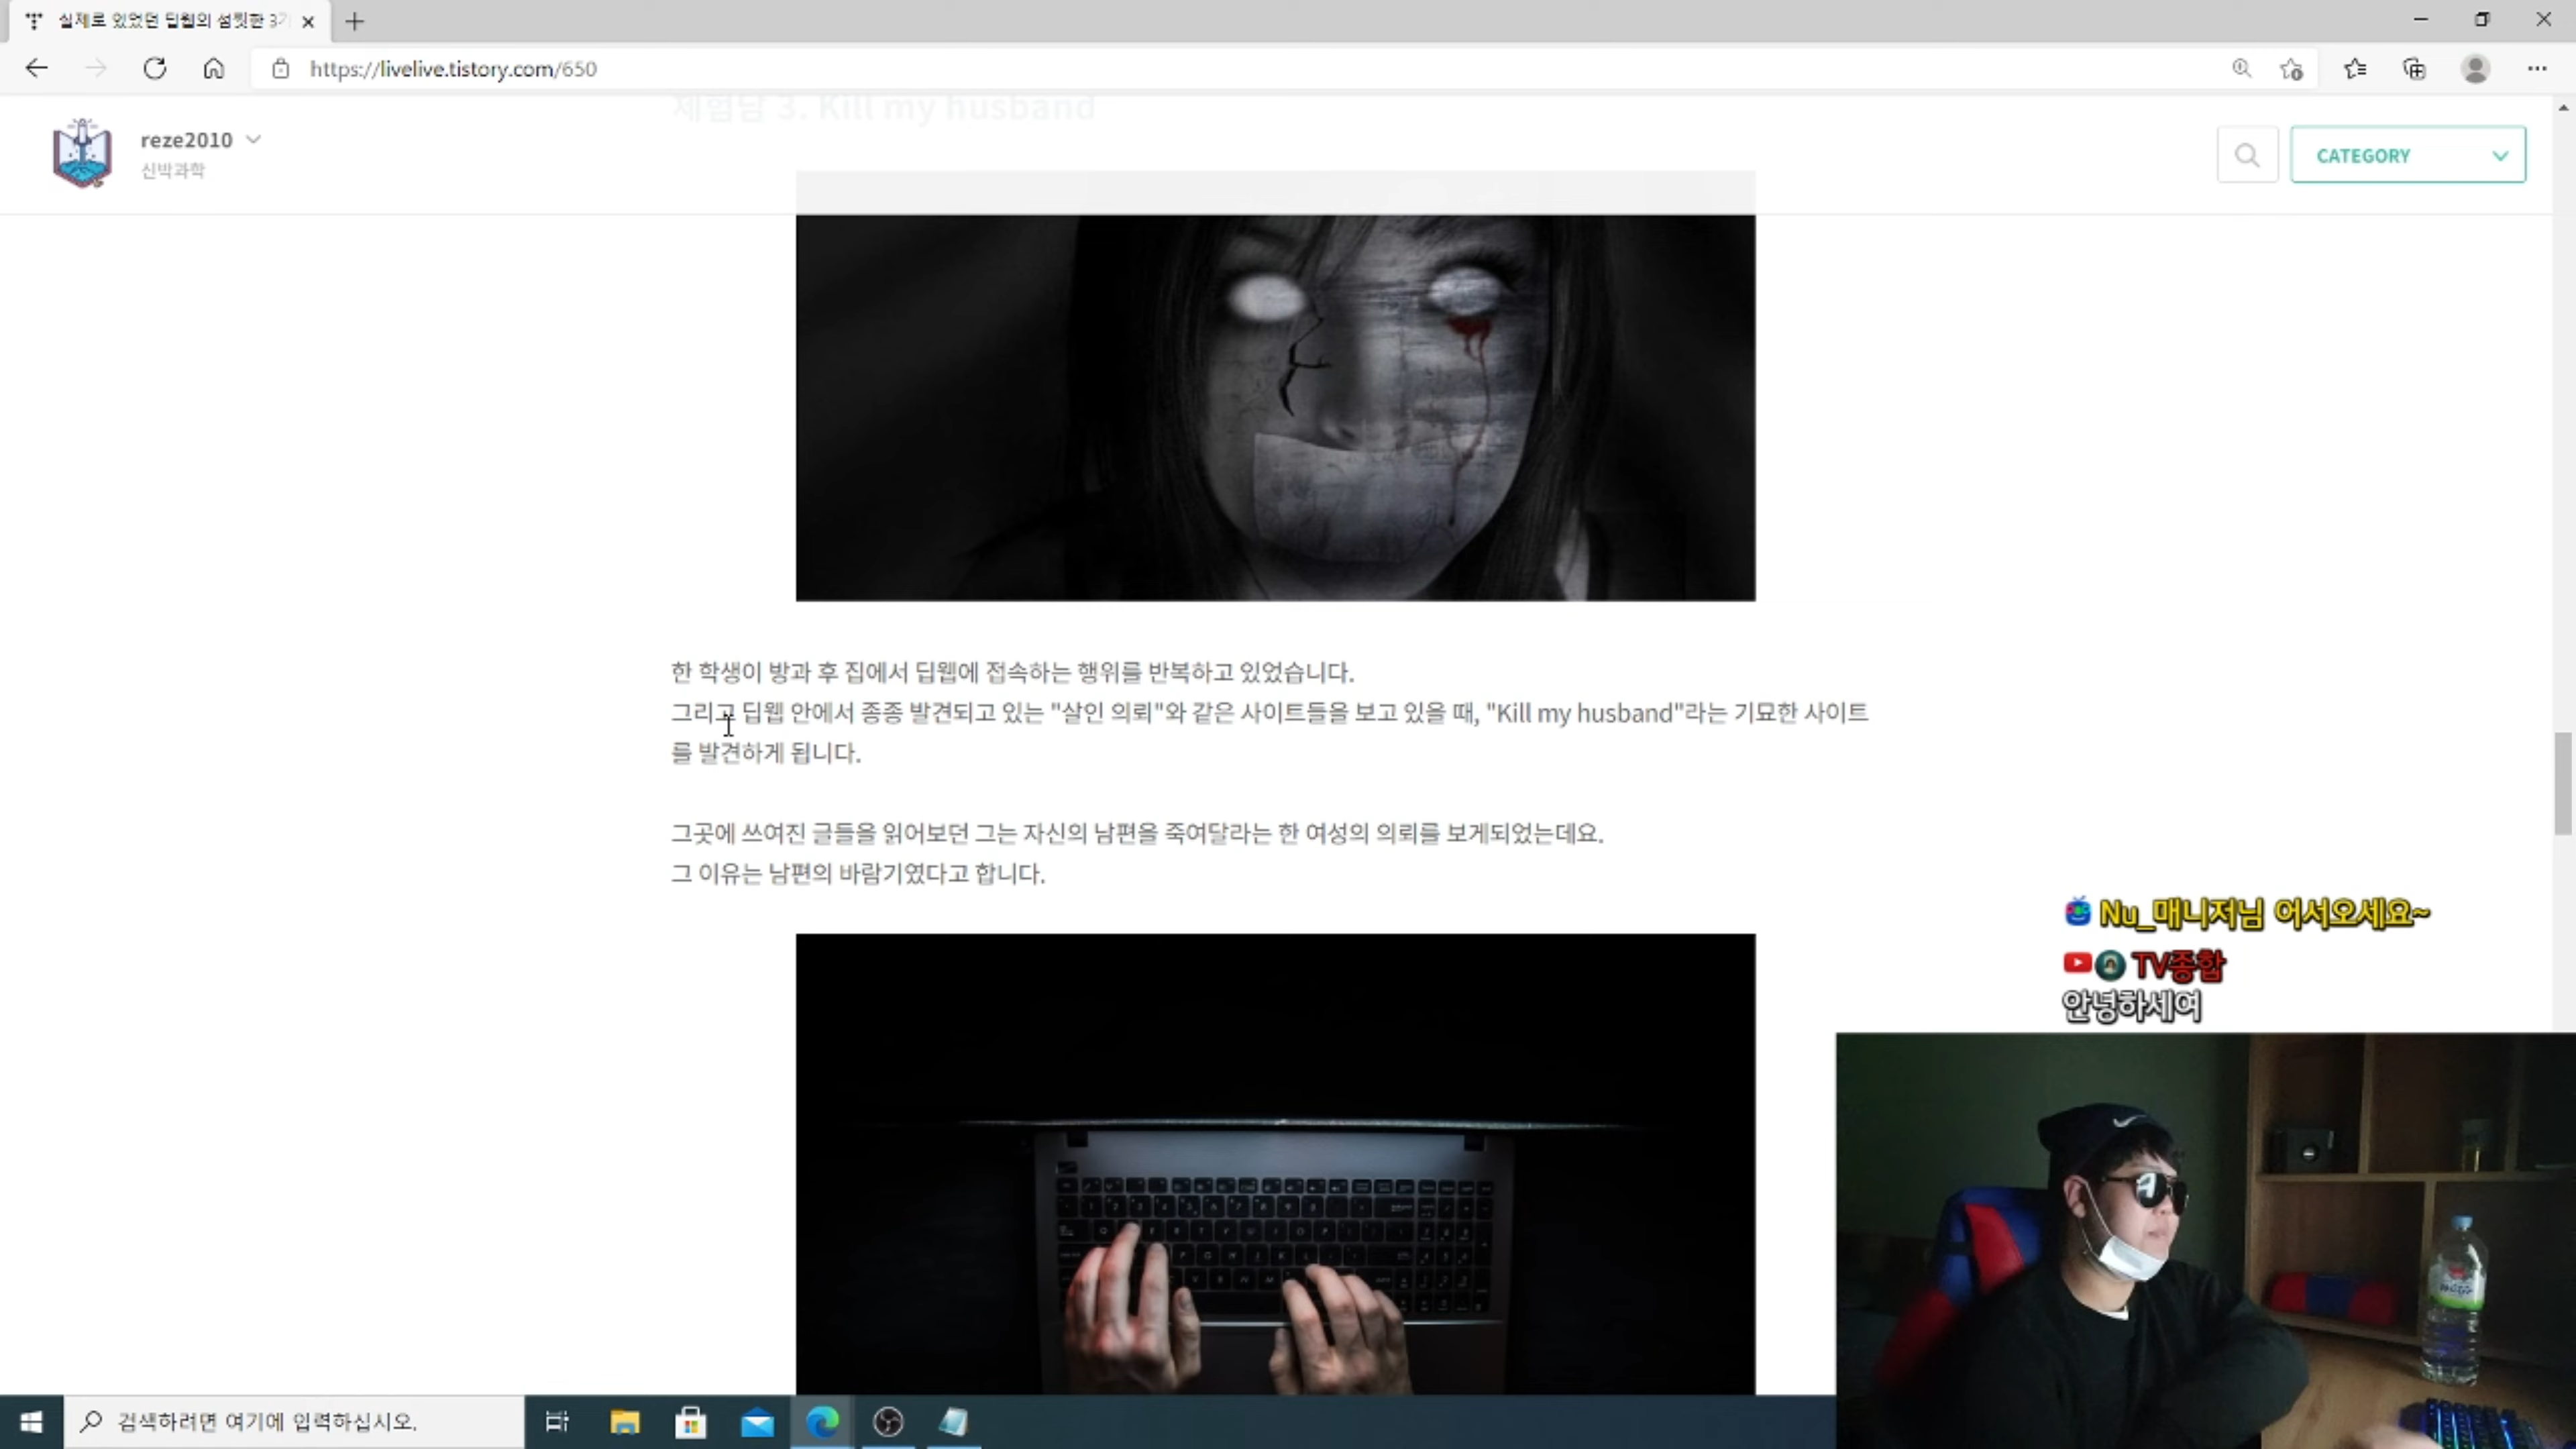 실제로 있었던 딥웹의 섬찟한 3가
https://livelive.tistory.com/650
체험담 3. Kill my husband
reze2010
신박과학
CATEGORY
한 학생이 방과 후 집에서 딥웹에 접속하는 행위를 반복하고 있었습니다.
그리고 딥웹 안에서 종종 발견되고 있는 "살인 의뢰"와 같은 사이트들을 보고 있을 때, "Kill my husband"라는 기묘한 사이트
를 발견하게 됩니다.
그곳에 쓰여진 글들을 읽어보던 그는 자신의 남편을 죽여달라는 한 여성의 의뢰를 보게되었는데요.
그 이유는 남편의 바람기였다고 합니다.
Nu_매니저님 어서오세요~
TV종합
안녕하세여
검색하려면 여기에 입력하십시오.